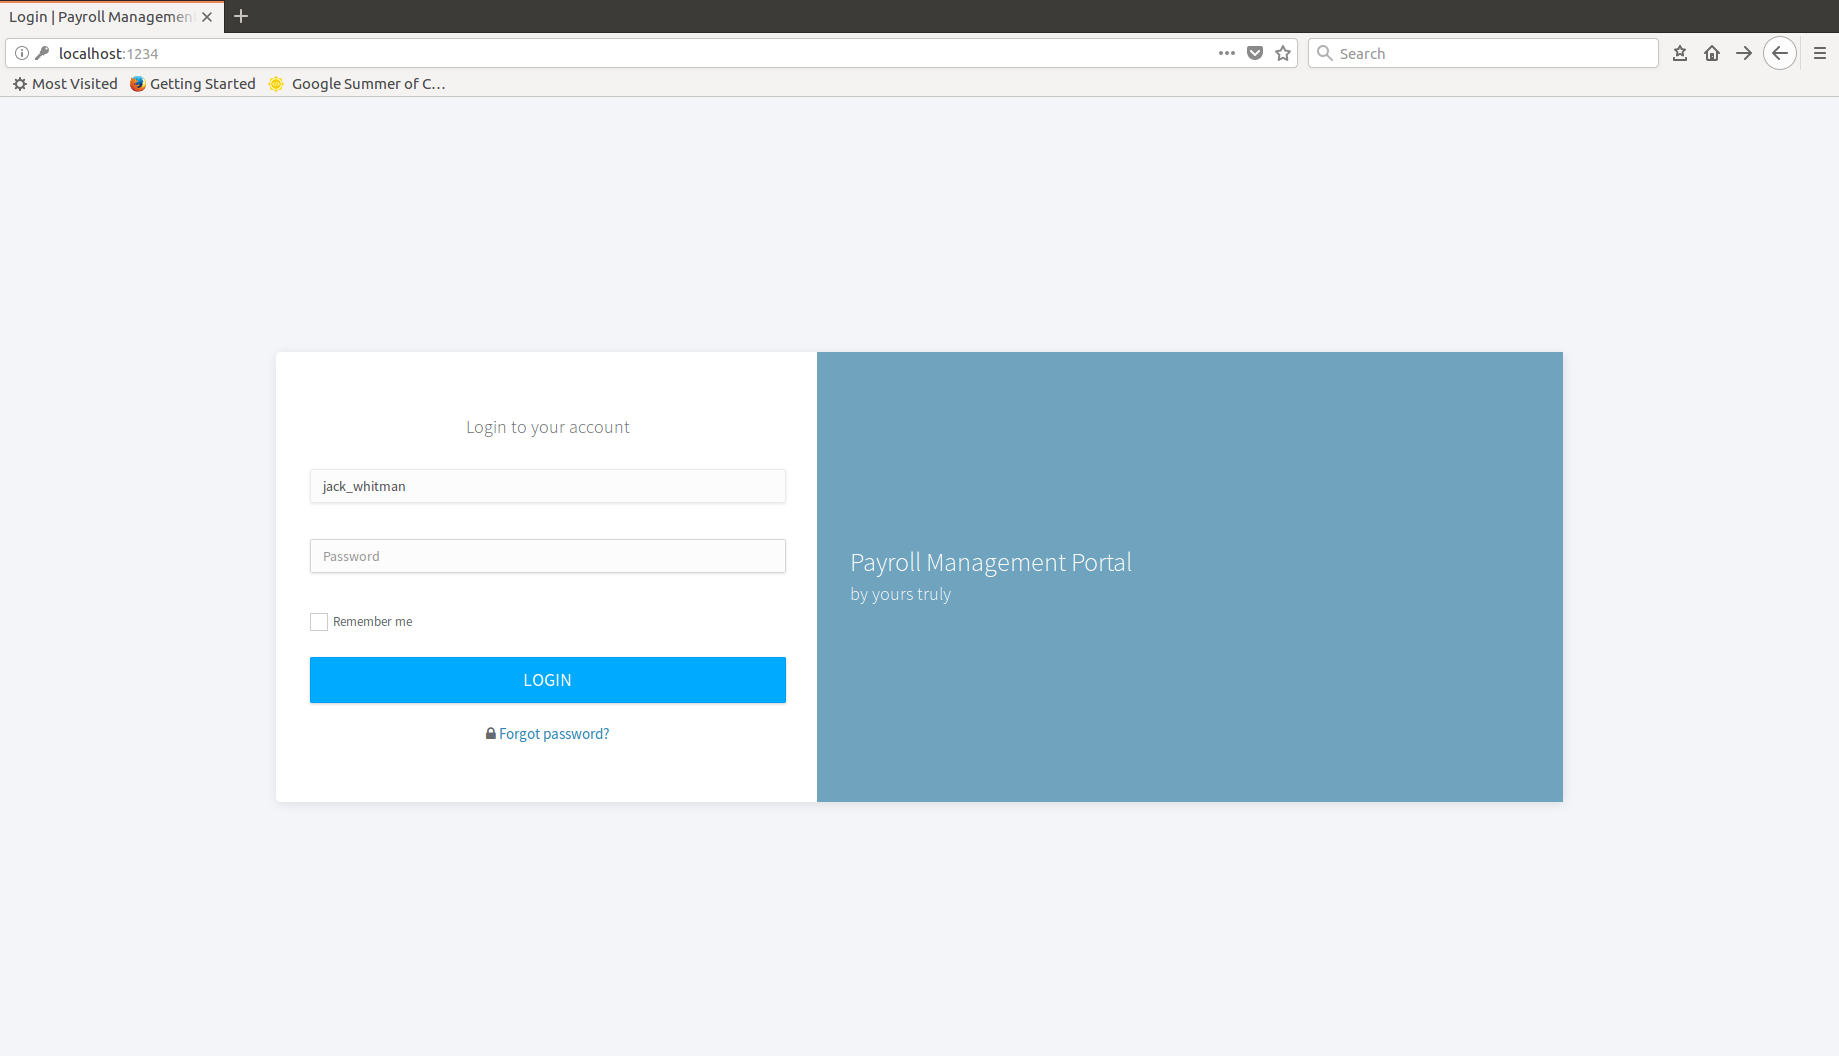 Login | Payroll Management
localhost:1234
Search
Most Visited Getting Started Google Summer of C…
Login to your account
jack_whitman
Password
Remember me
LOGIN
Forgot password?
Payroll Management Portal
by yours truly